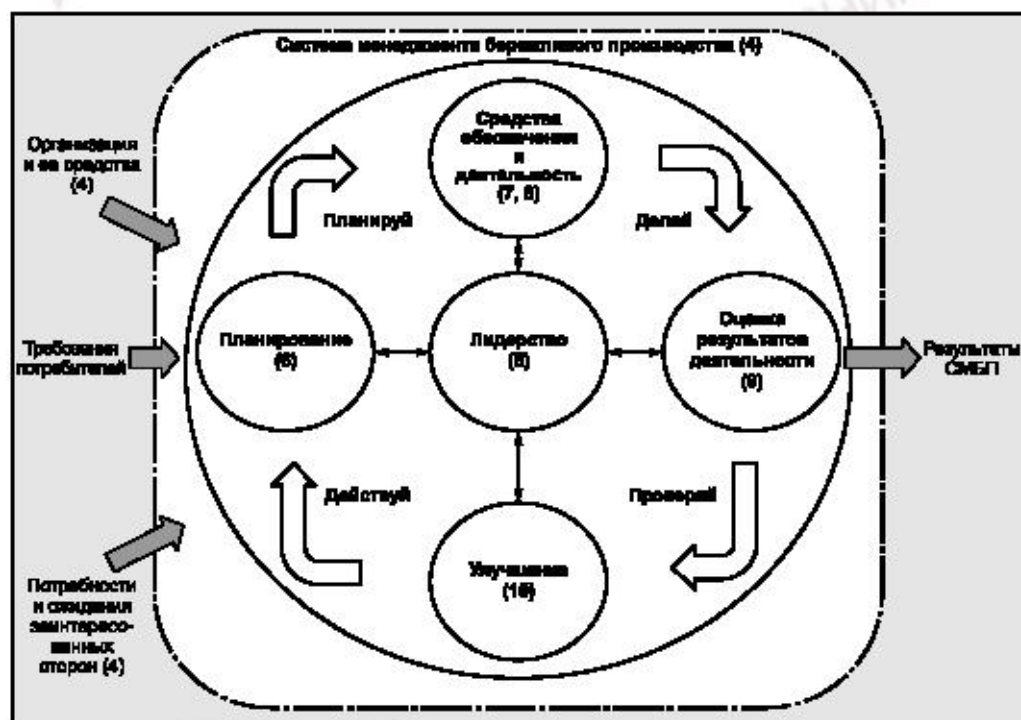 Система менеджмента бережливого производства (4)
Средства
обеспечения
и
деятельность
(7, 8)
Организация
и ее средства
(4)
Планируй
Делай
Требования
потребителей
Планирование
(6)
Лидерство
(5)
Оценка
результатов
деятельности
(9)
Результаты
СМБП
Действуй
Проверяй
Улучшение
(10)
Потребности
и ожидания
заинтересо-
ванных
сторон (4)